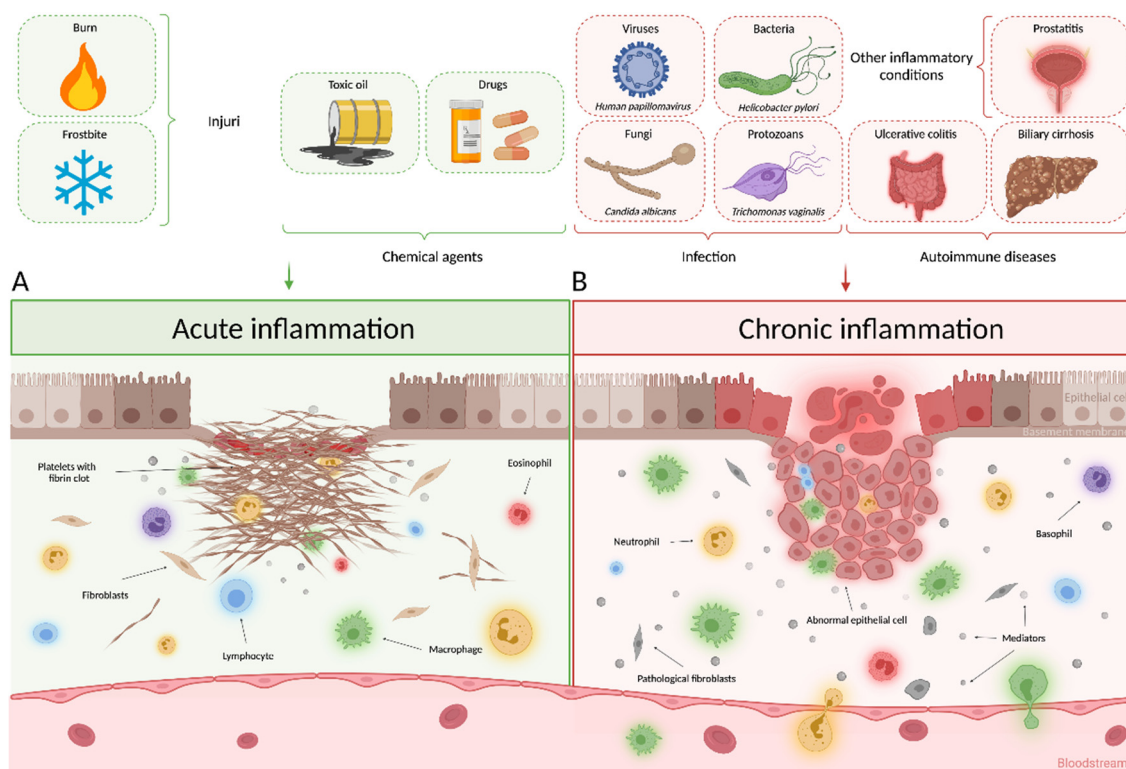 Burn
Frostbite
Injuri
Toxic oil
Drugs
Chemical agents
Viruses
Human papillomavirus
Bacteria
Helicobacter pylori
Fungi
Candida albicans
Protozoans
Trichomonas vaginalis
Infection
Other inflammatory
conditions
Prostatitis
Ulcerative colitis
Biliary cirrhosis
Autoimmune diseases
A
Acute inflammation
Platelets with
fibrin clot
Eosinophil
Fibroblasts
Lymphocyte
Macrophage
B
Chronic inflammation
Epithelial cel
Basement membran
Neutrophil
Basophil
Abnormal epithelial cell
Mediators
Pathological fibroblasts
Bloodstream